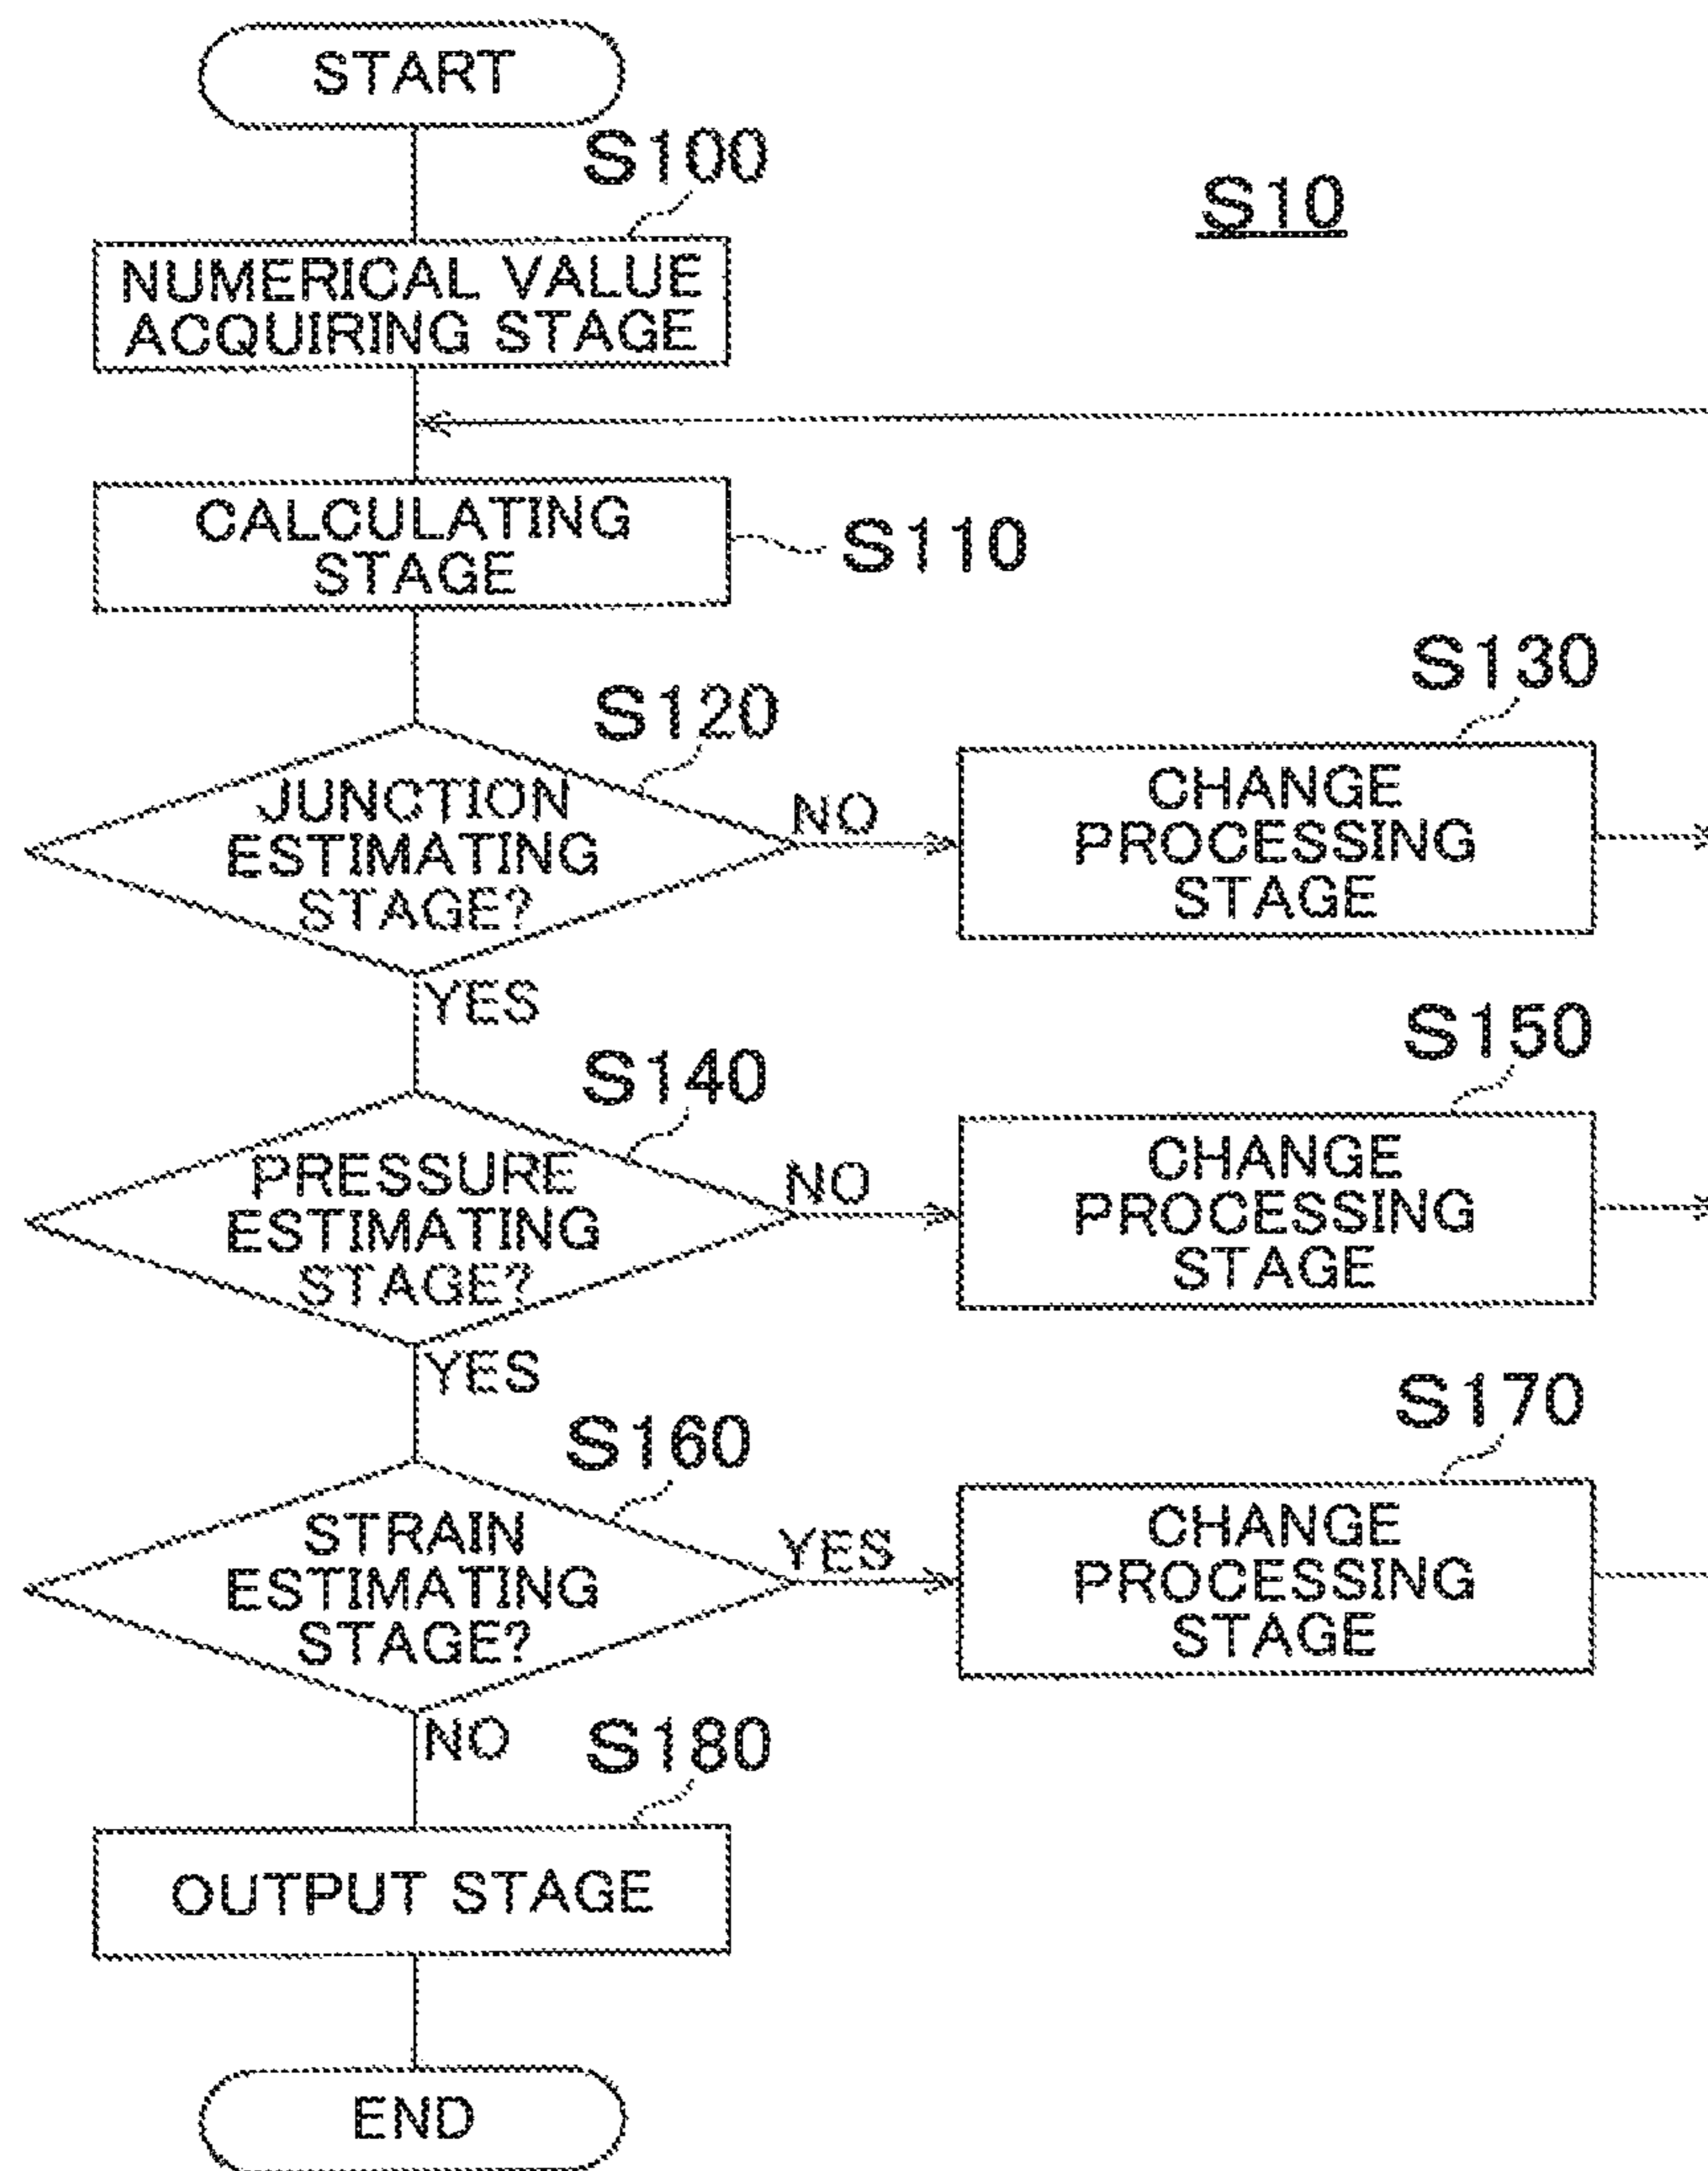 START
S100
S10
NUMERICAL VALUE
ACQUIRING STAGE
CALCULATING
STAGE
S110
S120
JUNCTION
ESTIMATING
STAGE?
NO
S130
CHANGE
PROCESSING
STAGE
YES
S140
PRESSURE
ESTIMATING
STAGE?
NO
S150
CHANGE
PROCESSING
STAGE
YES
S160
STRAIN
ESTIMATING
STAGE?
YES
S170
CHANGE
PROCESSING
STAGE
NO
S180
OUTPUT STAGE
END